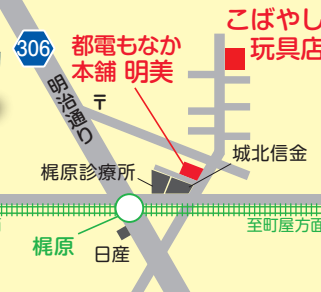 こばやし
玩具店
306
都電もなか
本舗 明美
明治通り
〒
城北信金
梶原診療所
至町屋方面
梶原
日産